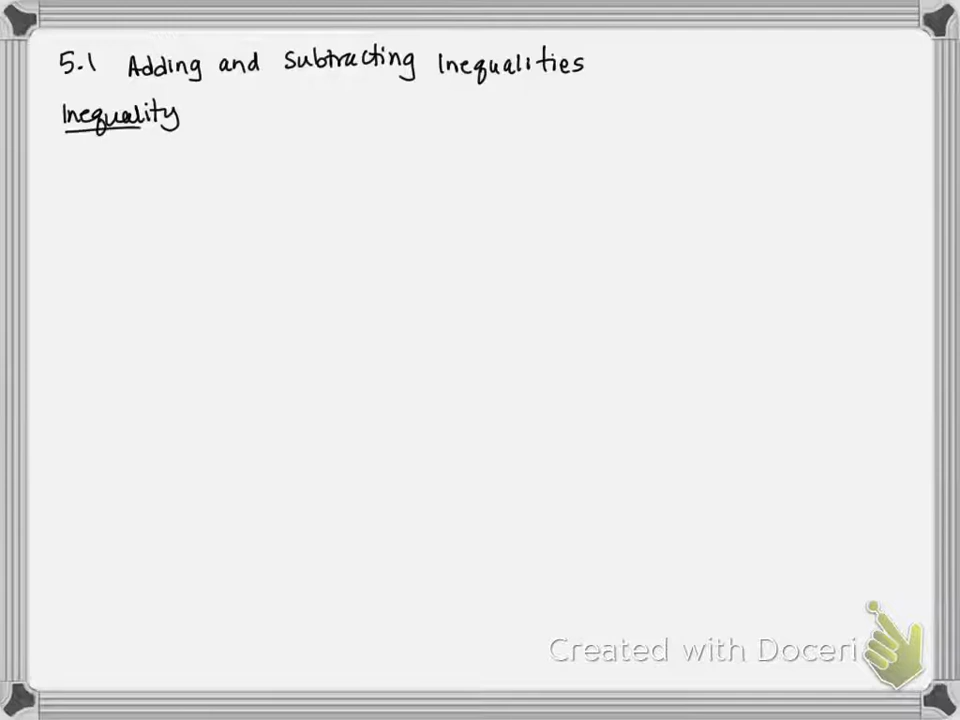 5.1 Adding and Subtracting Inequalities
Inequality
Created with Doceri